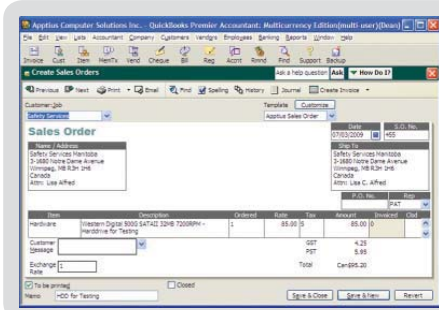 Apptius Computer Solutions Inc. - QuickBooks Premier Accountant: Multicurrency Edition(multi-user)(Dean)
File Edit View Lists Accountant Company Customers Vendors Employees Banking Reports Window Help
Invoice Cust Item MemTx Vend Cheque Bill Reg Accnt Rmnd Find Support Backup
Create Sales Orders Ask a help question Ask How Do I?
Previous Next Print Email Find Spelling History Journal Create Invoice
Customer:Job Template Customize
Safety Services Apptius Sales Order
Sales Order Date S.O. No.
07/03/2009 455
Name / Address Ship To
Safety Services Manitoba Safety Services Manitoba
3-1680 Notre Dame Avenue 3-1680 Notre Dame Avenue
Winnipeg, MB R3H 1H6 Winnipeg, MB R3H 1H6
Canada Canada
Attn: Lisa Alfred Attn: Lisa C. Alfred
P.O. No. Rep
PAT
Item Description Ordered Rate Tax Amount Invoiced Clsd
Hardware Western Digital 500G SATAII 32MB 7200RPM - 1 85.00 S 85.00 0
Harddrive for Testing
Customer Message GST 4.25
PST 5.95
Exchange Rate 1 Total Can$95.20
To be printed Closed
Memo HDD for Testing Save & Close Save & New Revert